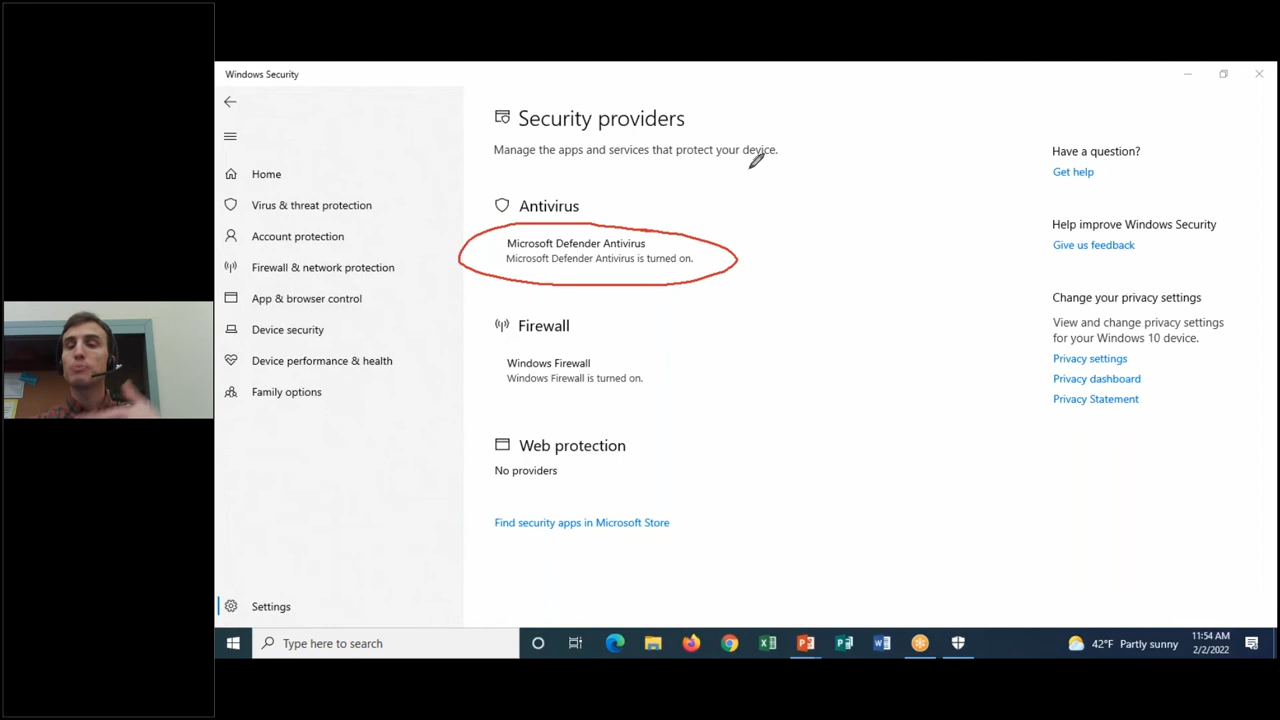 Windows Security
Home
Virus & threat protection
Account protection
Firewall & network protection
App & browser control
Device security
Device performance & health
Family options
Settings
Security providers
Manage the apps and services that protect your device.
Antivirus
Microsoft Defender Antivirus
Microsoft Defender Antivirus is turned on.
Firewall
Windows Firewall
Windows Firewall is turned on.
Web protection
No providers
Find security apps in Microsoft Store
Have a question?
Get help
Help improve Windows Security
Give us feedback
Change your privacy settings
View and change privacy settings
for your Windows 10 device.
Privacy settings
Privacy dashboard
Privacy Statement
Type here to search
42°F Partly sunny
11:54 AM
2/2/2022